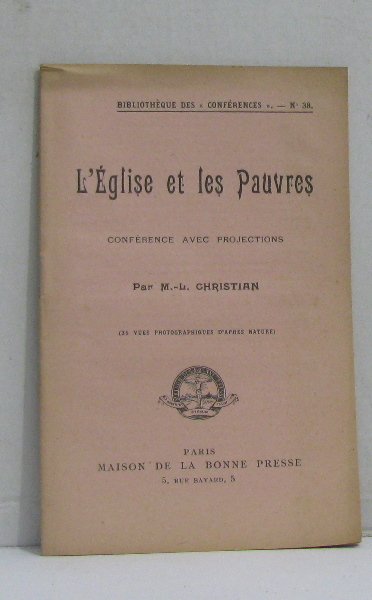 BIBLIOTHÈQUE DES « CONFÉRENCES ». — N° 38.
L'Église et les Pauvres
CONFÉRENCE AVEC PROJECTIONS
Par M.-L. CHRISTIAN
VUES PHOTOGRAPHIQUES D'APRÈS NATURE)
PARIS
MAISON DE LA BONNE PRESSE
5, RUE BAYARD, 5